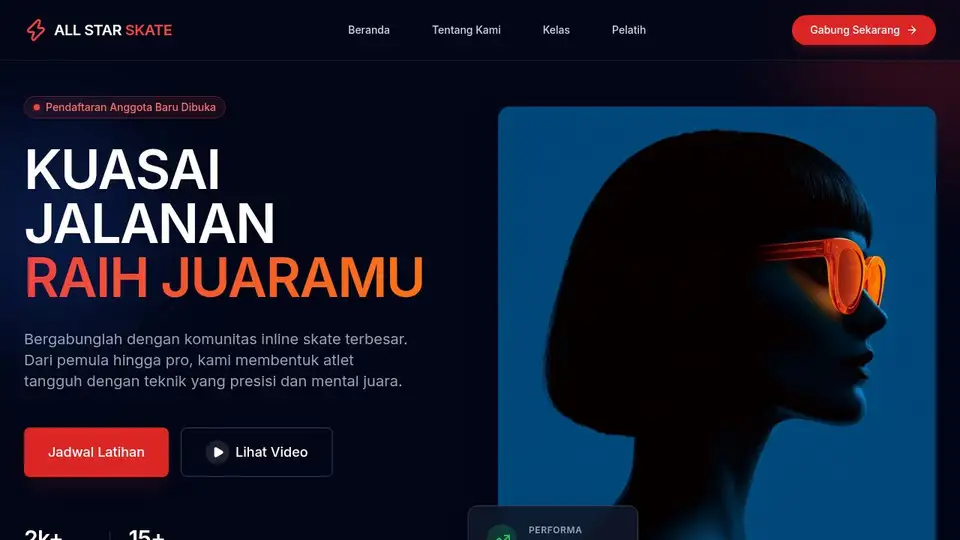 ALL STAR SKATE
Beranda
Tentang Kami
Kelas
Pelatih
Gabung Sekarang
Pendaftaran Anggota Baru Dibuka
KUASAI
JALANAN
RAIH JUARAMU
Bergabunglah dengan komunitas inline skate terbesar.
Dari pemula hingga pro, kami membentuk atlet
tangguh dengan teknik yang presisi dan mental juara.
Jadwal Latihan
Lihat Video
2k+
15+
PERFORMA